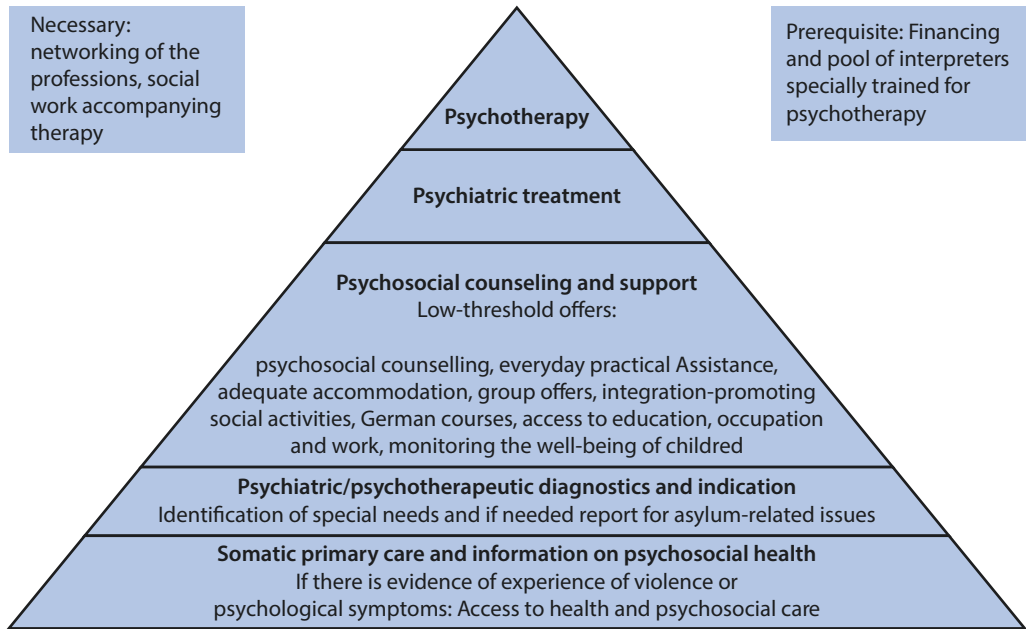 Necessary:
networking of the
professions, social
work accompanying
therapy
Prerequisite: Financing
and pool of interpreters
specially trained for
psychotherapy
Psychotherapy
Psychiatric treatment
Psychosocial counseling and support
Low-threshold offers:
psychosocial counselling, everyday practical Assistance,
adequate accommodation, group offers, integration-promoting
social activities, German courses, access to education, occupation
and work, monitoring the well-being of childred
Psychiatric/psychotherapeutic diagnostics and indication
Identification of special needs and if needed report for asylum-related issues
Somatic primary care and information on psychosocial health
If there is evidence of experience of violence or
psychological symptoms: Access to health and psychosocial care